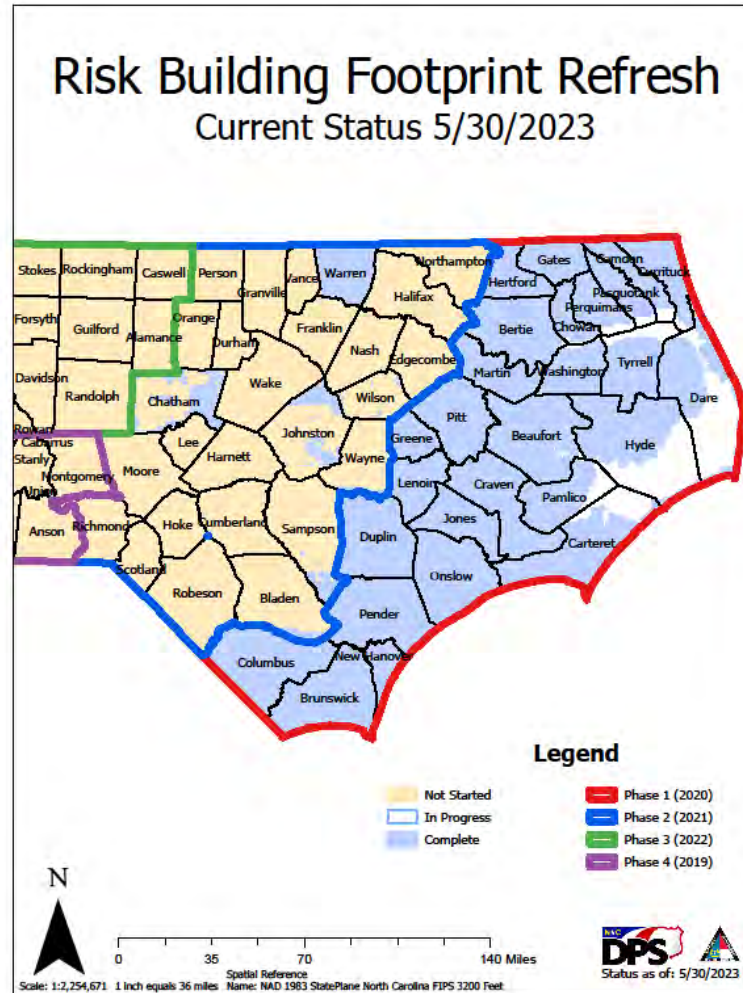 Risk Building Footprint Refresh
Current Status 5/30/2023
Stokes
Rockingham
Caswell
Person
Granville
Vance
Warren
Northampton
Halifax
Hertford
Gates
Camden
Currituck
Pasquotank
Perquimans
Chowan
Bertie
Forsyth
Guilford
Alamance
Orange
Durham
Franklin
Nash
Edgecombe
Martin
Washington
Tyrrell
Dare
Davidson
Randolph
Chatham
Wake
Wilson
Rowan
Cabarrus
Stanly
Montgomery
Union
Anson
Richmond
Moore
Lee
Harnett
Johnston
Wayne
Greene
Pitt
Beaufort
Hyde
Lenoir
Craven
Pamlico
Jones
Carteret
Scotland
Hoke
Cumberland
Sampson
Duplin
Onslow
Robeson
Bladen
Pender
Columbus
New Hanover
Brunswick
Legend
Not Started
In Progress
Complete
Phase 1 (2020)
Phase 2 (2021)
Phase 3 (2022)
Phase 4 (2019)
N
0 35 70 140 Miles
Spatial Reference
Scale: 1:2,254,671 1 inch equals 36 miles Name: NAD 1983 StatePlane North Carolina FIPS 3200 Feet
DPS
Status as of: 5/30/2023